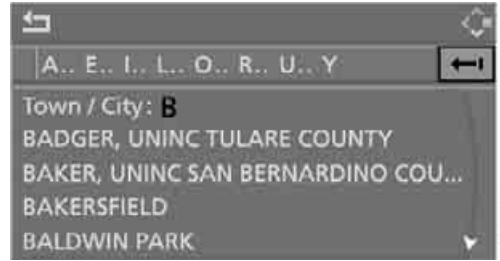 A.. E.. I.. L.. O.. R.. U.. Y
Town / City: B
BADGER, UNINC TULARE COUNTY
BAKER, UNINC SAN BERNARDINO COU...
BAKERSFIELD
BALDWIN PARK